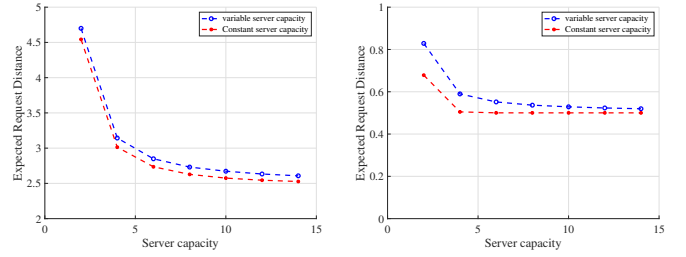 5
4.5
4
3.5
3
2.5
2
0
5
10
15
Server capacity
Expected Request Distance
variable server capacity
Constant server capacity
1
0.8
0.6
0.4
0.2
0
0
5
10
15
Server capacity
Expected Request Distance
variable server capacity
Constant server capacity